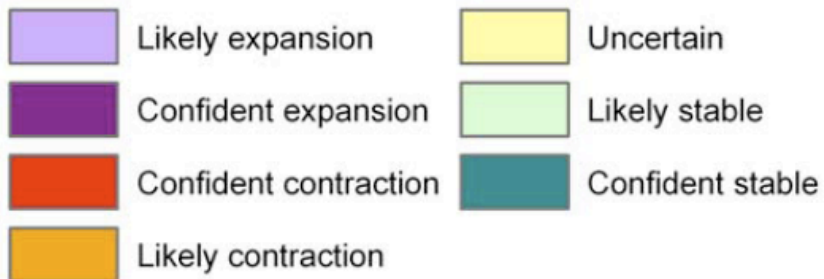 Likely expansion
Confident expansion
Confident contraction
Likely contraction
Uncertain
Likely stable
Confident stable